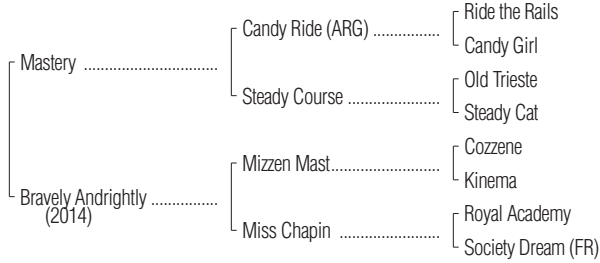 Ride the Rails
Candy Ride (ARG) ................
Candy Girl
Mastery ................................
Old Trieste
Steady Course ......................
Steady Cat
Cozzene
Mizzen Mast..........................
Kinema
Bravely Andrightly ................
(2014)
Royal Academy
Miss Chapin ........................
Society Dream (FR)